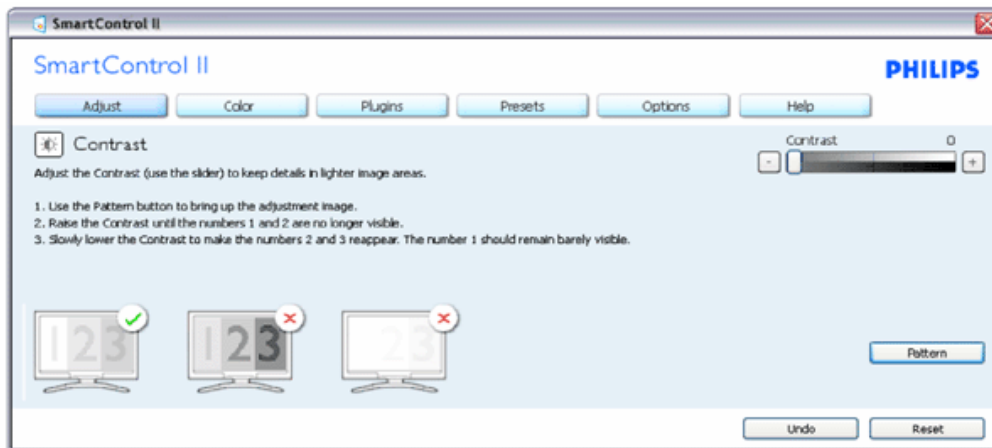 SmartControl II
SmartControl II
PHILIPS
Adjust Color Plugins Presets Options Help
Contrast
Contrast 0
- +
Adjust the Contrast (use the slider) to keep details in lighter image areas.
1. Use the Pattern button to bring up the adjustment image.
2. Raise the Contrast until the numbers 1 and 2 are no longer visible.
3. Slowly lower the Contrast to make the numbers 2 and 3 reappear. The number 1 should remain barely visible.
123 123 23
Pattern
Undo Reset